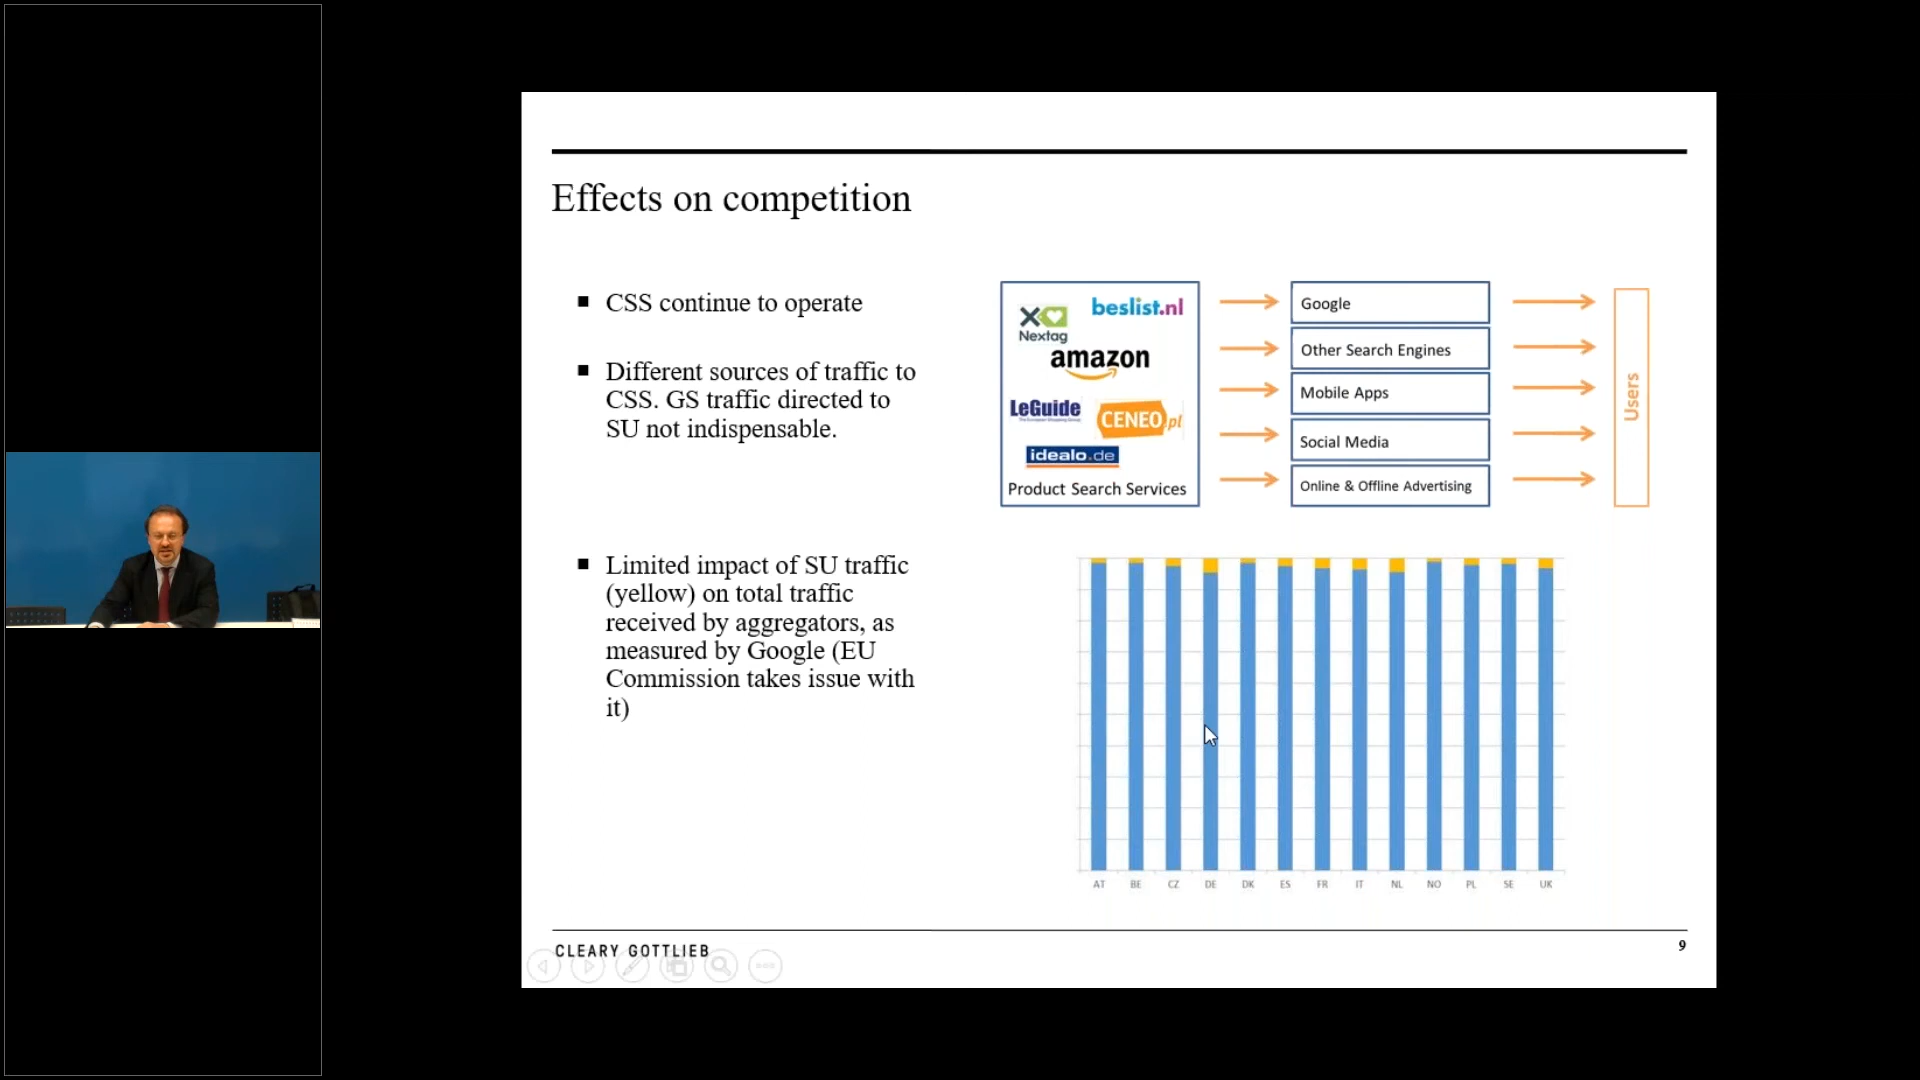 Effects on competition
■ CSS continue to operate
■ Different sources of traffic to
CSS. GS traffic directed to
SU not indispensable.
■ Limited impact of SU traffic
(yellow) on total traffic
received by aggregators, as
measured by Google (EU
Commission takes issue with
it)
Nextag
beslist.nl
amazon
LeGuide
CENEO.pl
idealo.de
Product Search Services
Google
Other Search Engines
Mobile Apps
Social Media
Online & Offline Advertising
Users
AT BE CZ DE DK ES FR IT NL NO PL SE UK
CLEARY GOTTLIEB
9